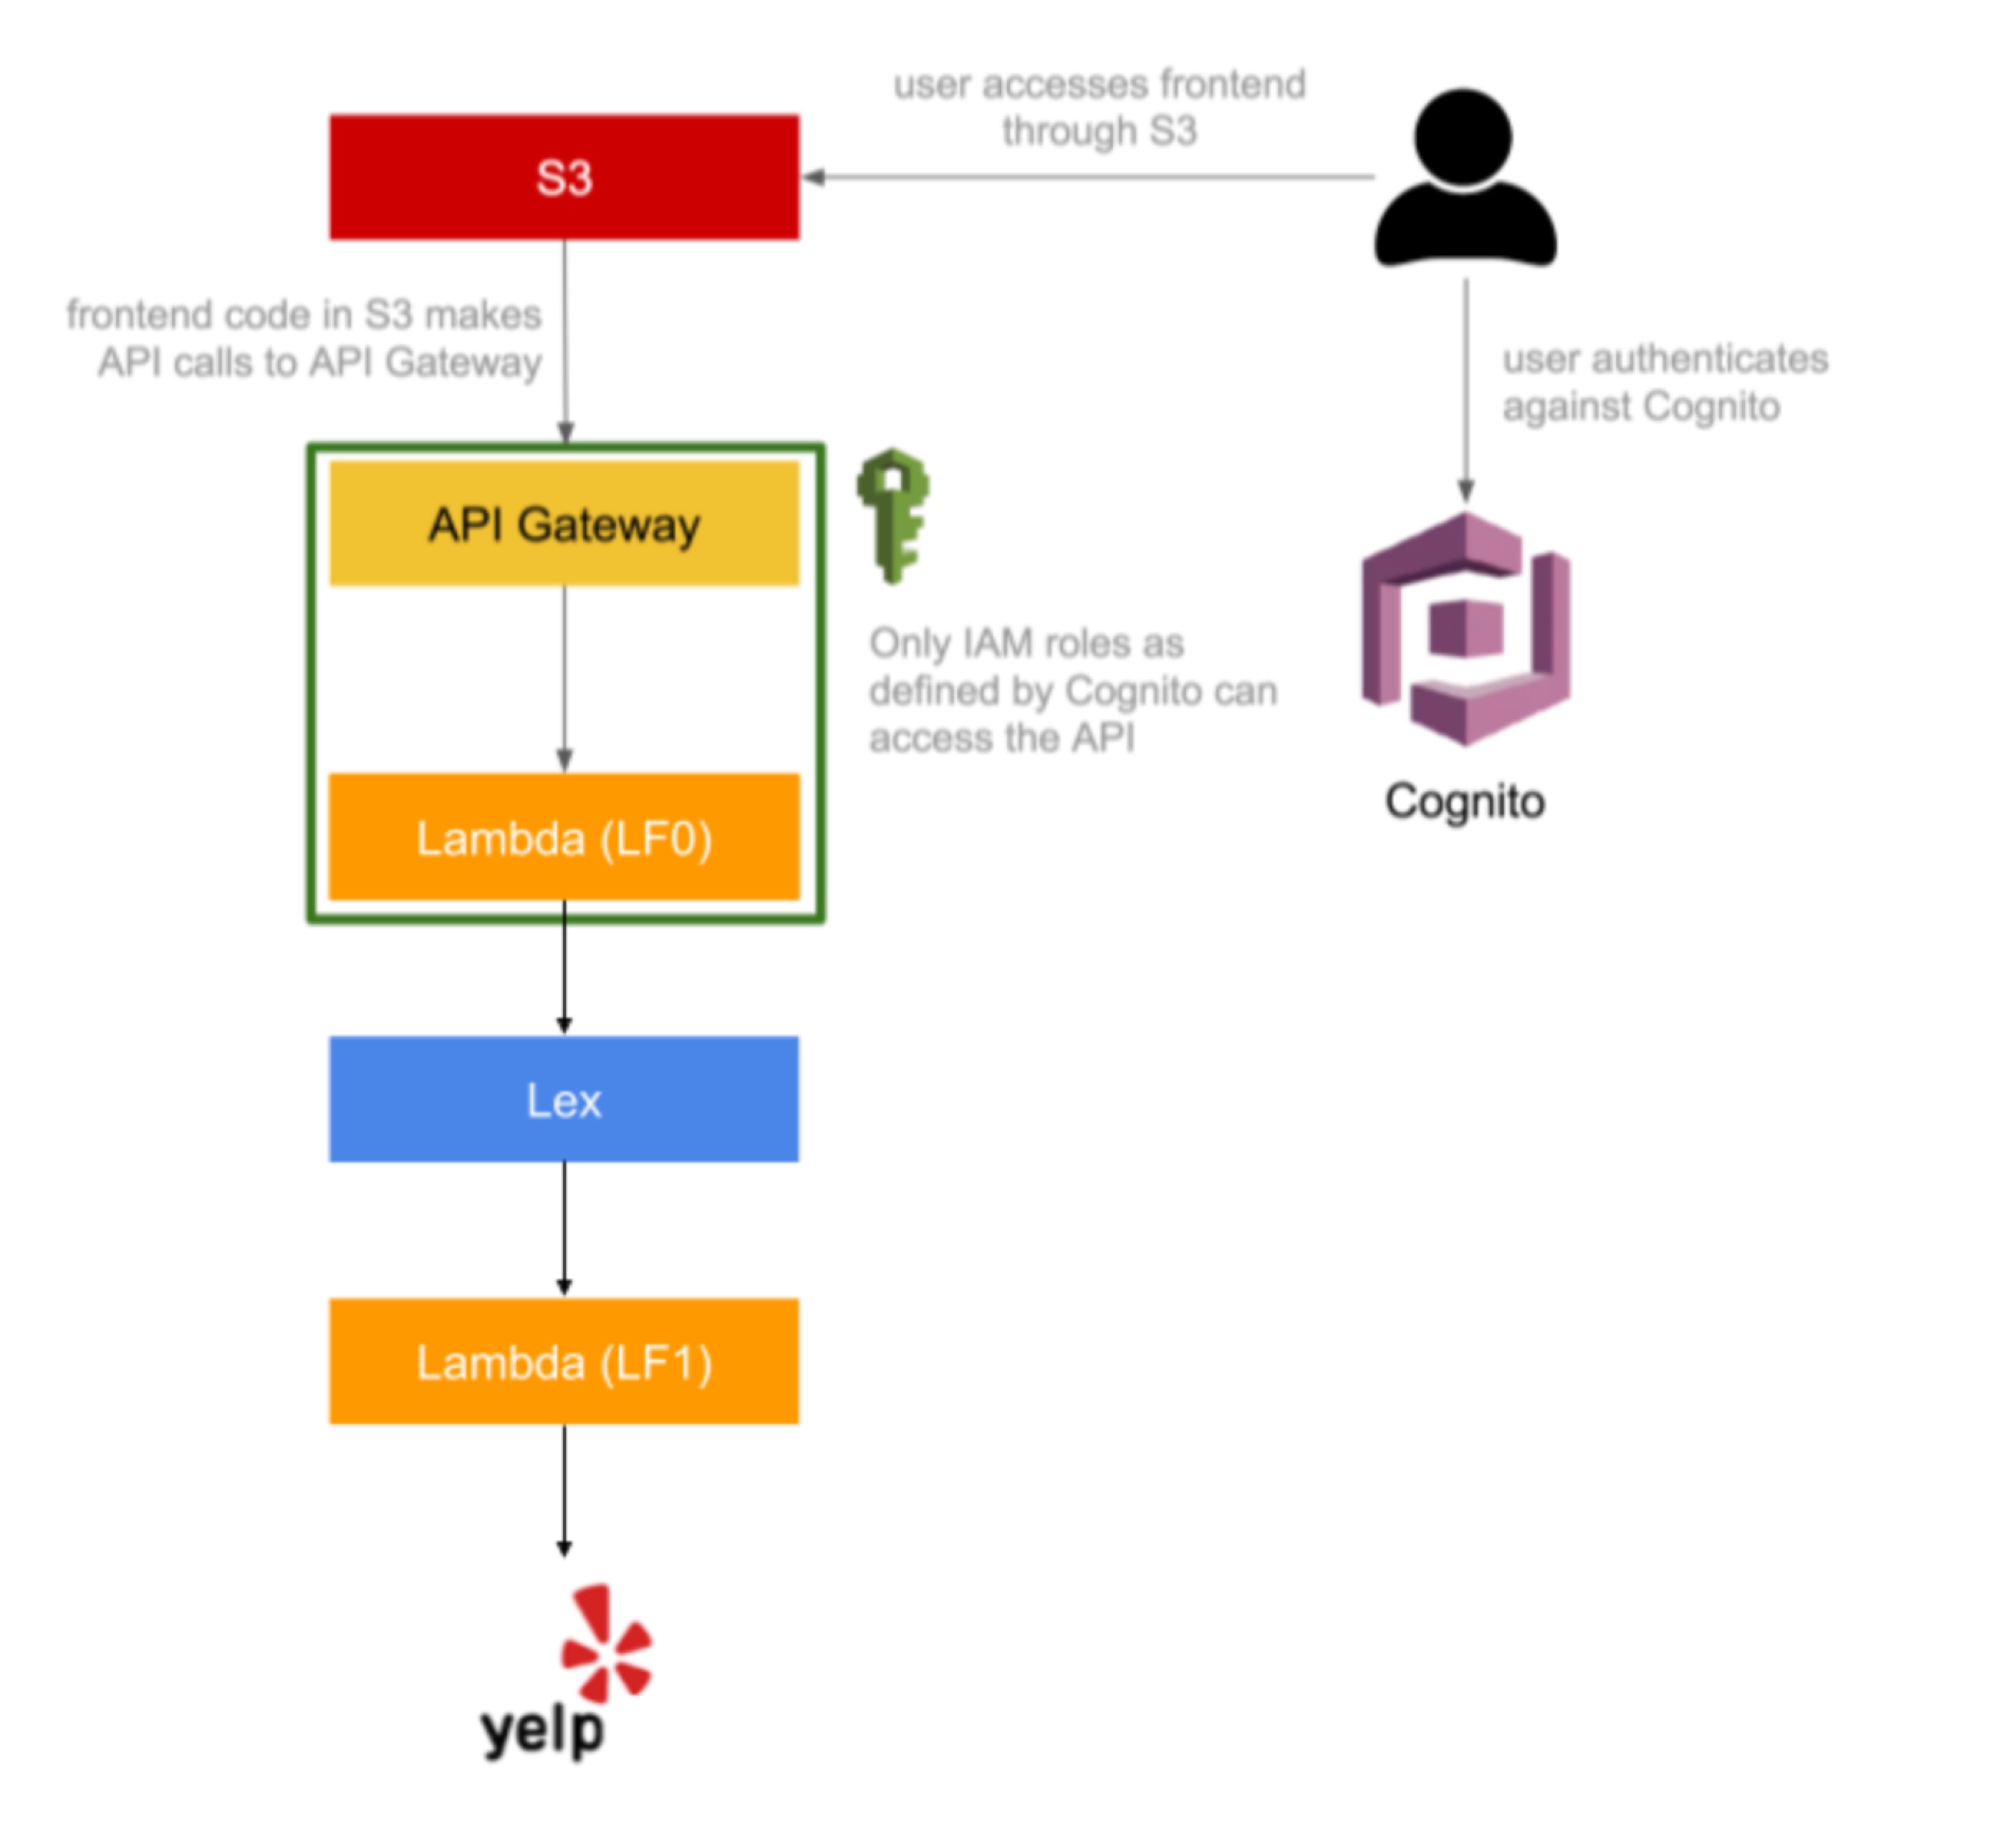 user accesses frontend
through S3
S3
frontend code in S3 makes
API calls to API Gateway
user authenticates
against Cognito
API Gateway
Only IAM roles as
defined by Cognito can
access the API
Cognito
Lambda (LF0)
Lex
Lambda (LF1)
yelp